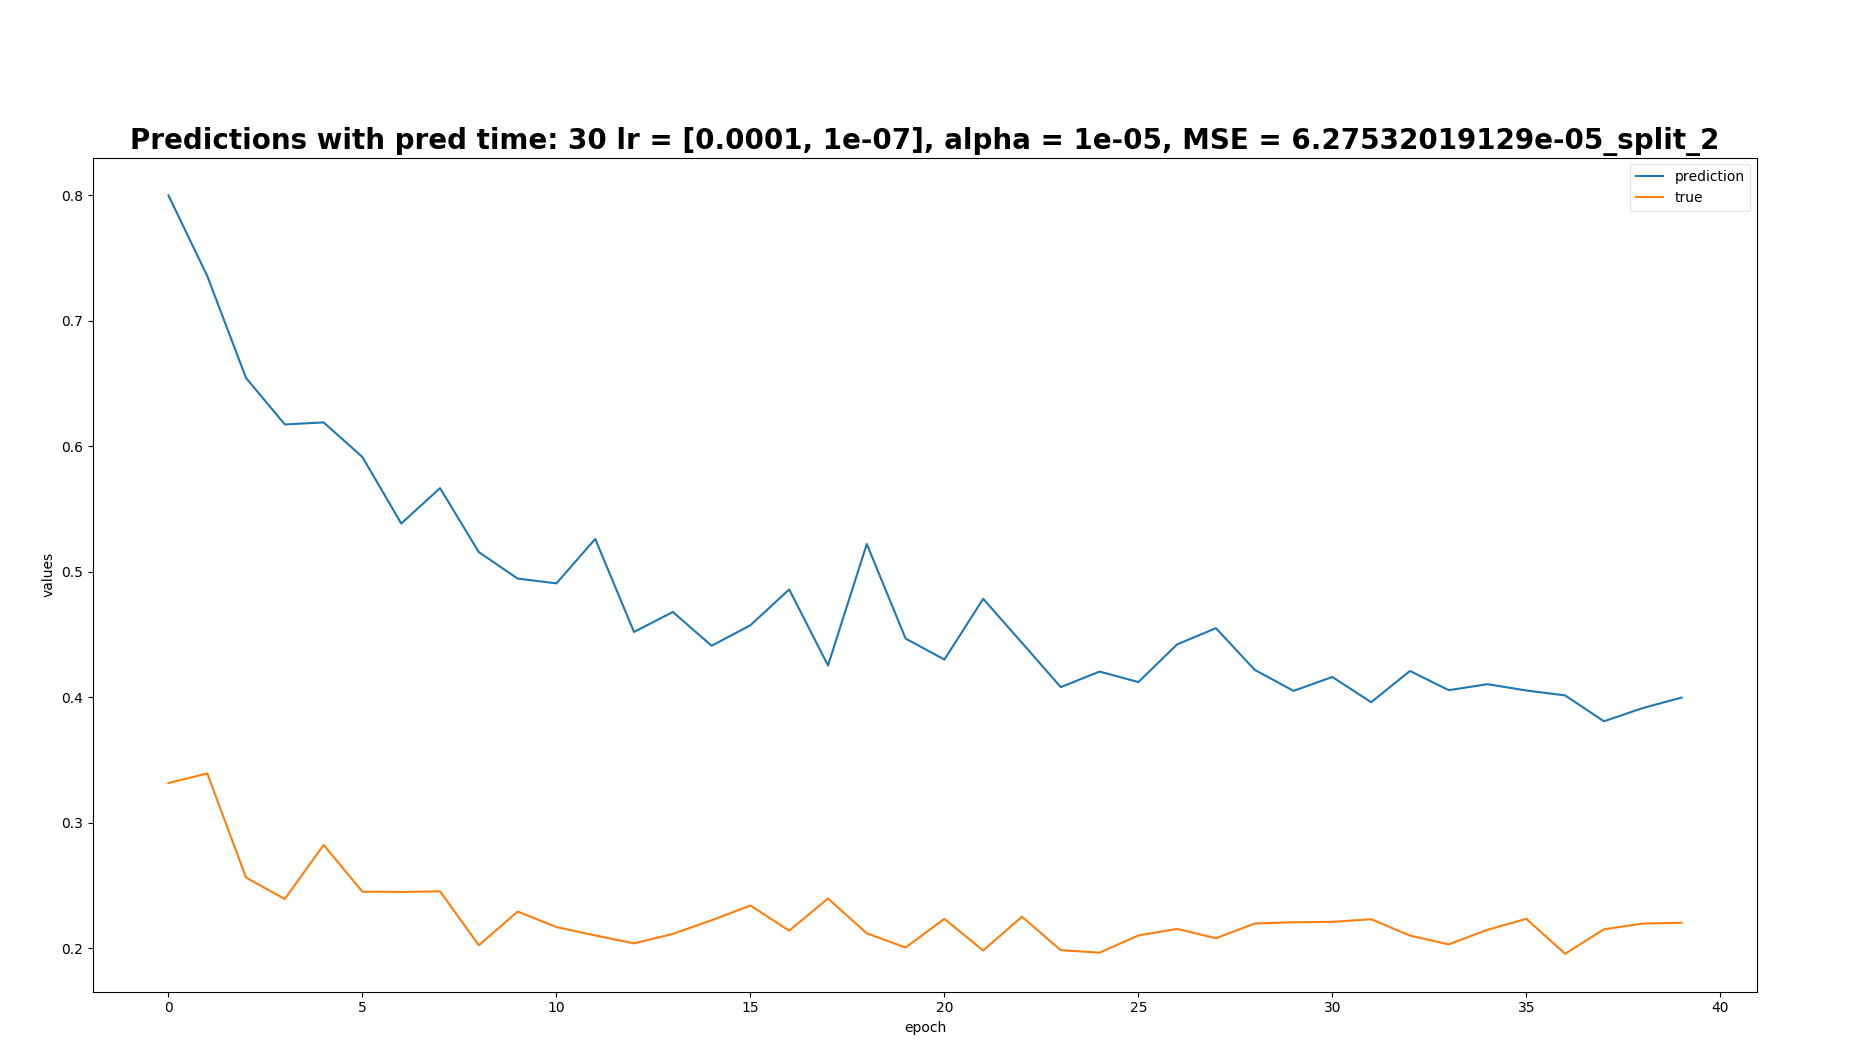 Predictions with pred time: 30 lr = [0.0001, 1e-07], alpha = 1e-05, MSE = 6.27532019129e-05_split_2
prediction
true
0.8
0.7
0.6
0.5
0.4
0.3
0.2
values
0 5 10 15 20 25 30 35 40
epoch